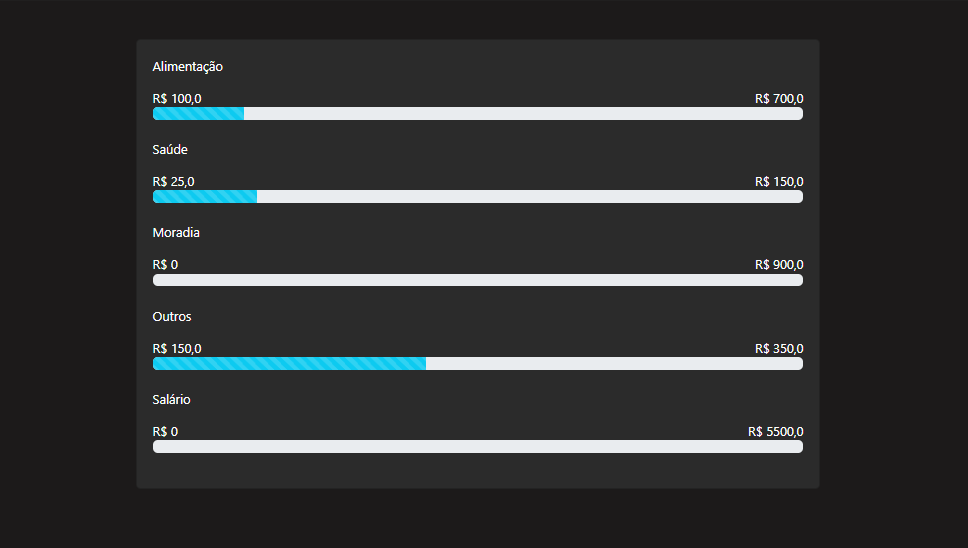 Alimentação
R$ 100,0 R$ 700,0
Saúde
R$ 25,0 R$ 150,0
Moradia
R$ 0 R$ 900,0
Outros
R$ 150,0 R$ 350,0
Salário
R$ 0 R$ 5500,0